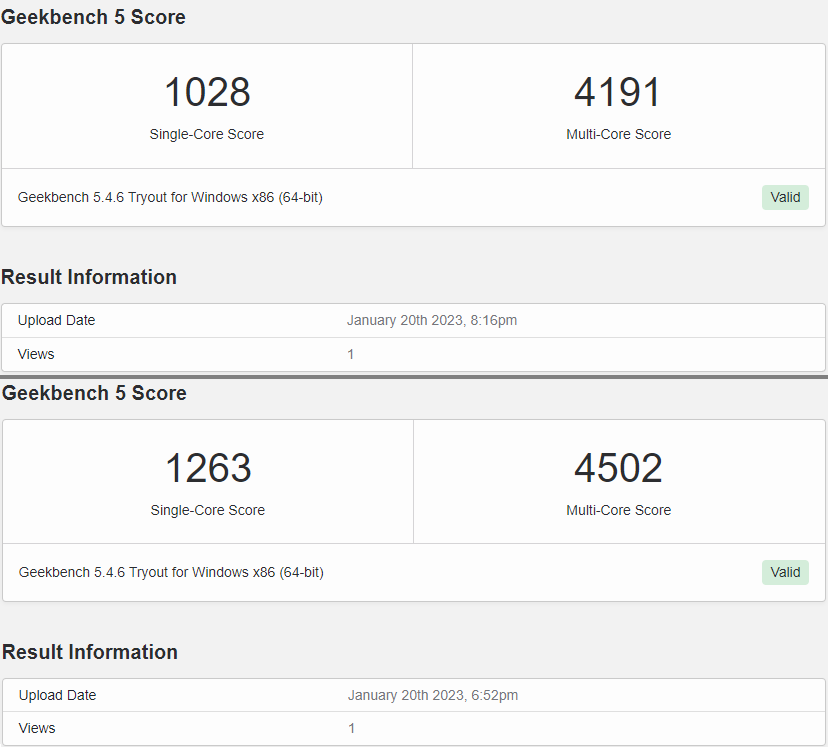 Geekbench 5 Score
1028 4191
Single-Core Score Multi-Core Score
Geekbench 5.4.6 Tryout for Windows x86 (64-bit) Valid
Result Information
Upload Date January 20th 2023, 8:16pm
Views 1
Geekbench 5 Score
1263 4502
Single-Core Score Multi-Core Score
Geekbench 5.4.6 Tryout for Windows x86 (64-bit) Valid
Result Information
Upload Date January 20th 2023, 6:52pm
Views 1